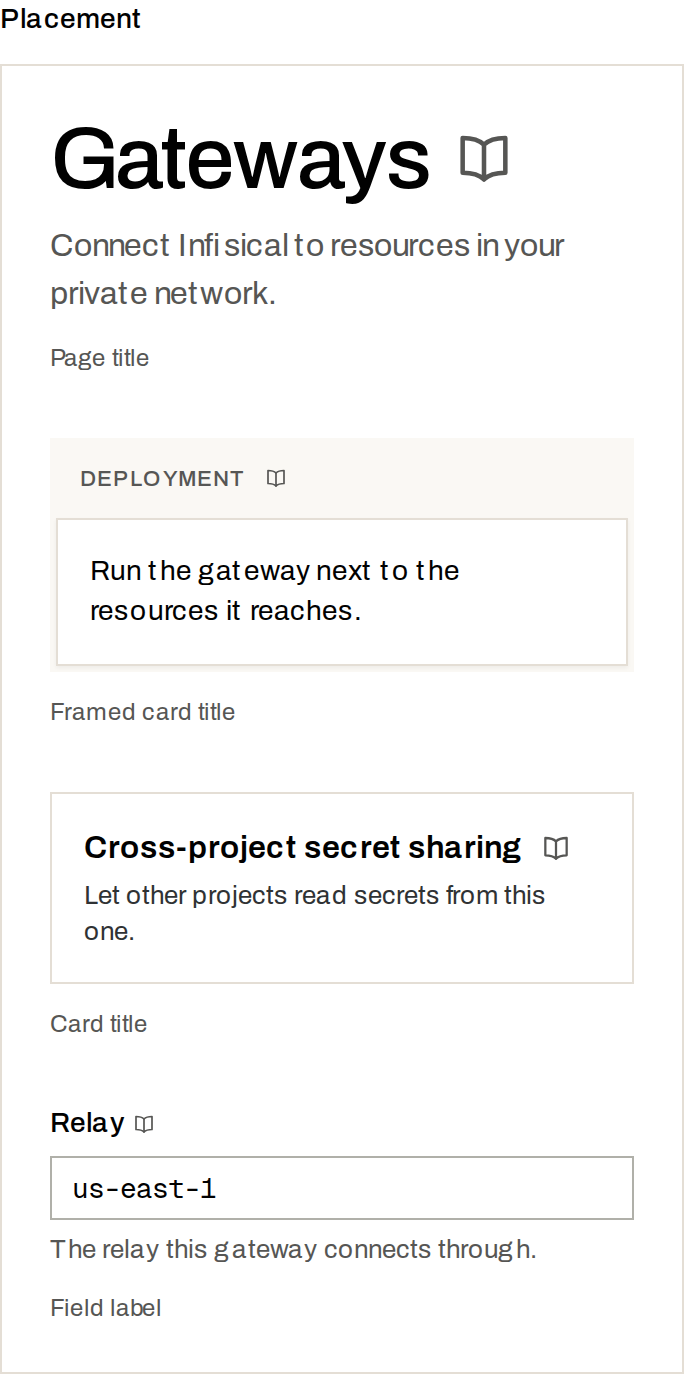 Placement
Gateways
Connect Infisical to resources in your
private network.
Page title
DEPLOYMENT
Run the gateway next to the
resources it reaches.
Framed card title
Cross-project secret sharing
Let other projects read secrets from this
one.
Card title
Relay
us-east-1
The relay this gateway connects through.
Field label